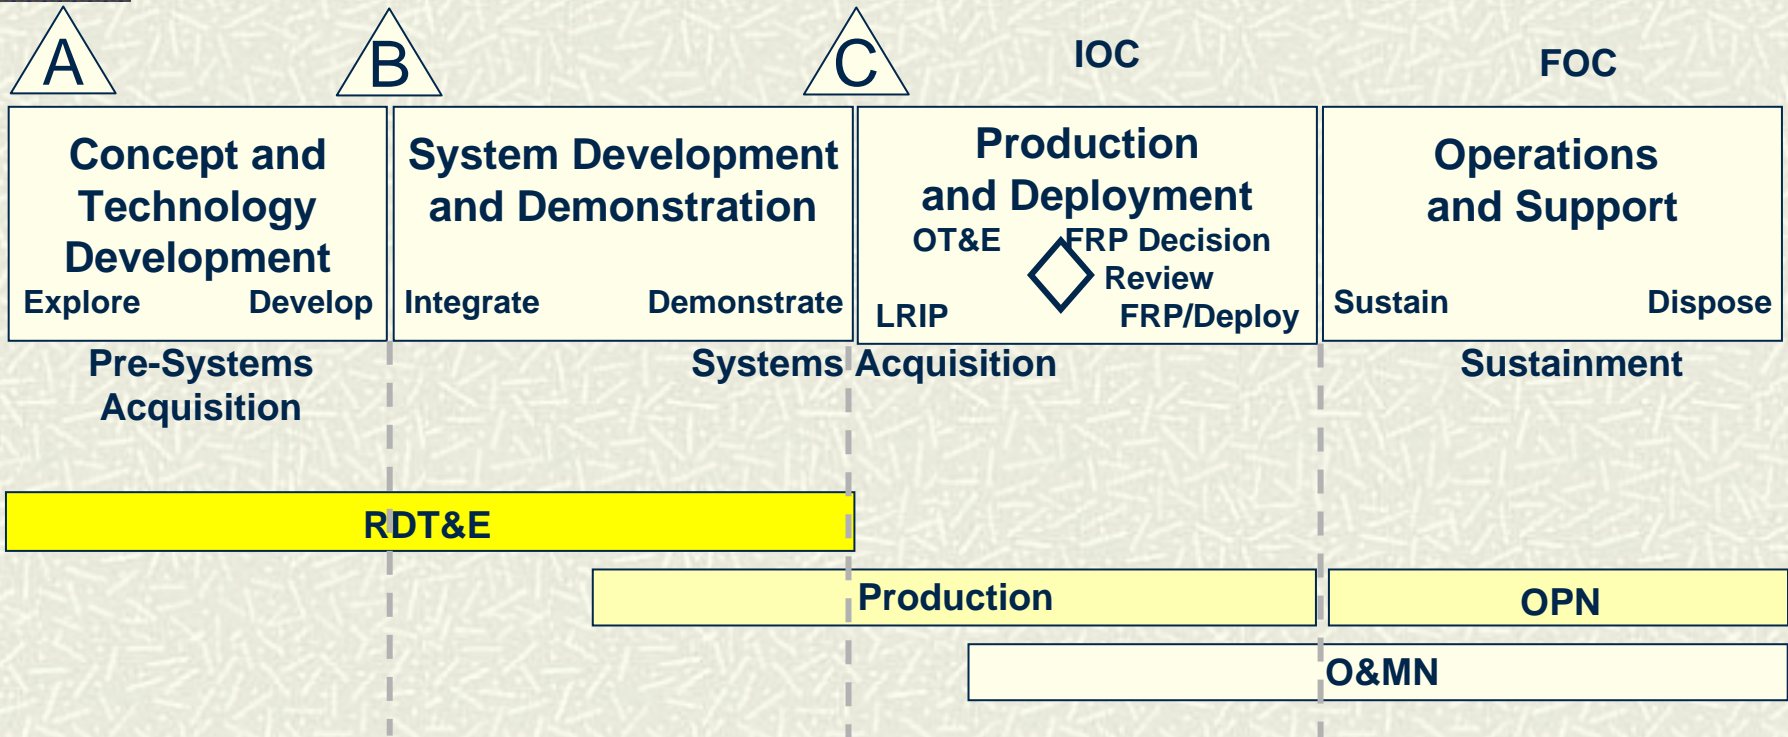 A
B
C
IOC
FOC
Concept and
Technology
Development
Explore
Develop
System Development
and Demonstration
Integrate
Demonstrate
Production
and Deployment
OT&E
FRP Decision
Review
LRIP
FRP/Deploy
Operations
and Support
Sustain
Dispose
Pre-Systems
Acquisition
Systems Acquisition
Sustainment
RDT&E
Production
OPN
O&MN